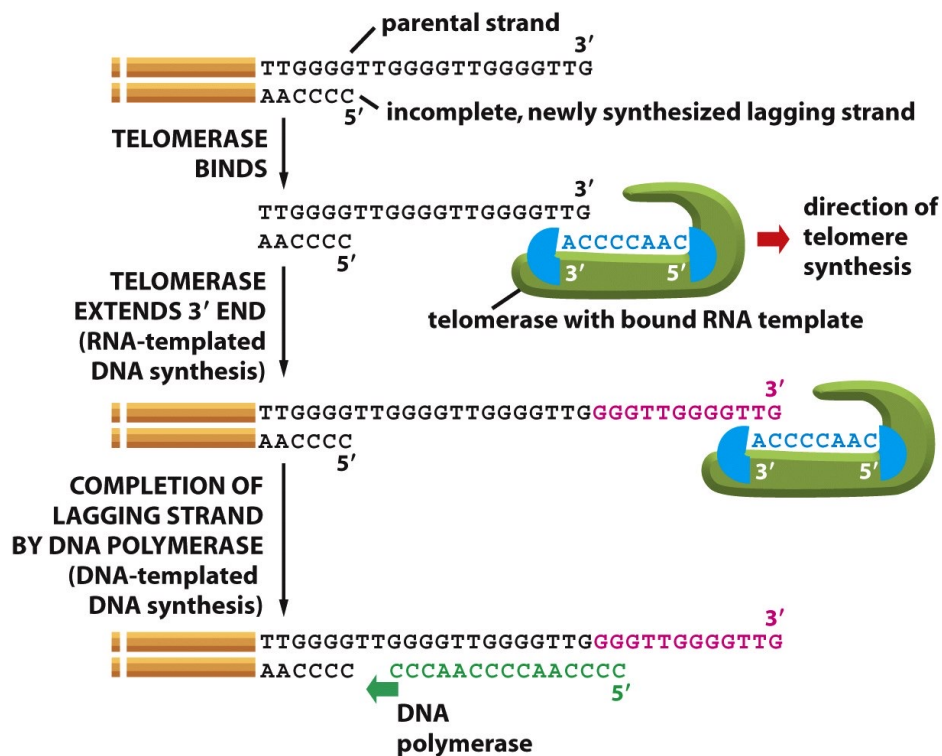 parental strand
3′
TTGGGGTTGGGGTTGGGGTTG
AACCCC
5′
incomplete, newly synthesized lagging strand
TELOMERASE
BINDS
3′
TTGGGGTTGGGGTTGGGGTTG
AACCCC
5′
ACCCCAAC
3′ 5′
direction of
telomere
synthesis
telomerase with bound RNA template
TELOMERASE
EXTENDS 3′ END
(RNA-templated
DNA synthesis)
3′
TTGGGGTTGGGGTTGGGGTTGGGGTTGGGGTTG
AACCCC
5′
ACCCCAAC
3′ 5′
COMPLETION OF
LAGGING STRAND
BY DNA POLYMERASE
(DNA-templated
DNA synthesis)
3′
TTGGGGTTGGGGTTGGGGTTGGGGTTGGGGTTG
AACCCC CCCAACCCCAACCCC
5′
DNA
polymerase